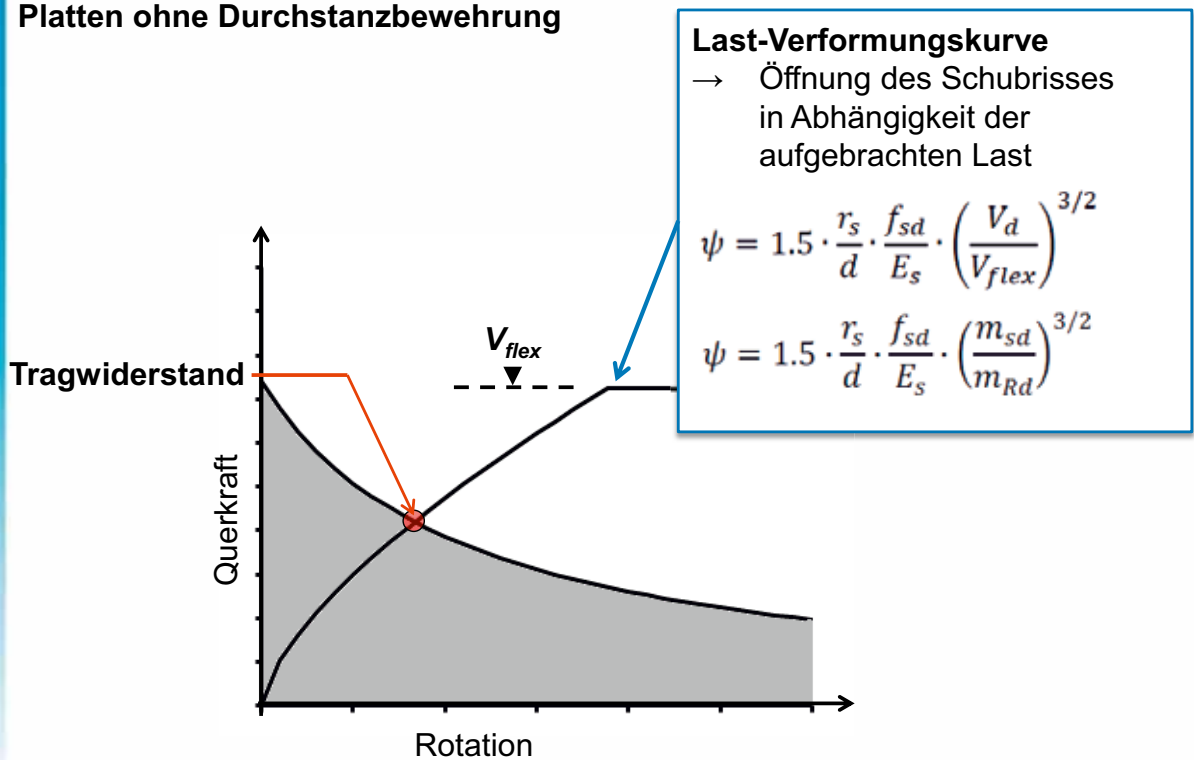 Platten ohne Durchstanzbewehrung
Last-Verformungskurve
→ Öffnung des Schubrisses
in Abhängigkeit der
aufgebrachten Last
ψ = 1.5 · r_s/d · f_sd/E_s · (V_d/V_flex)^3/2
ψ = 1.5 · r_s/d · f_sd/E_s · (m_sd/m_Rd)^3/2
V_flex
Tragwiderstand
Querkraft
Rotation